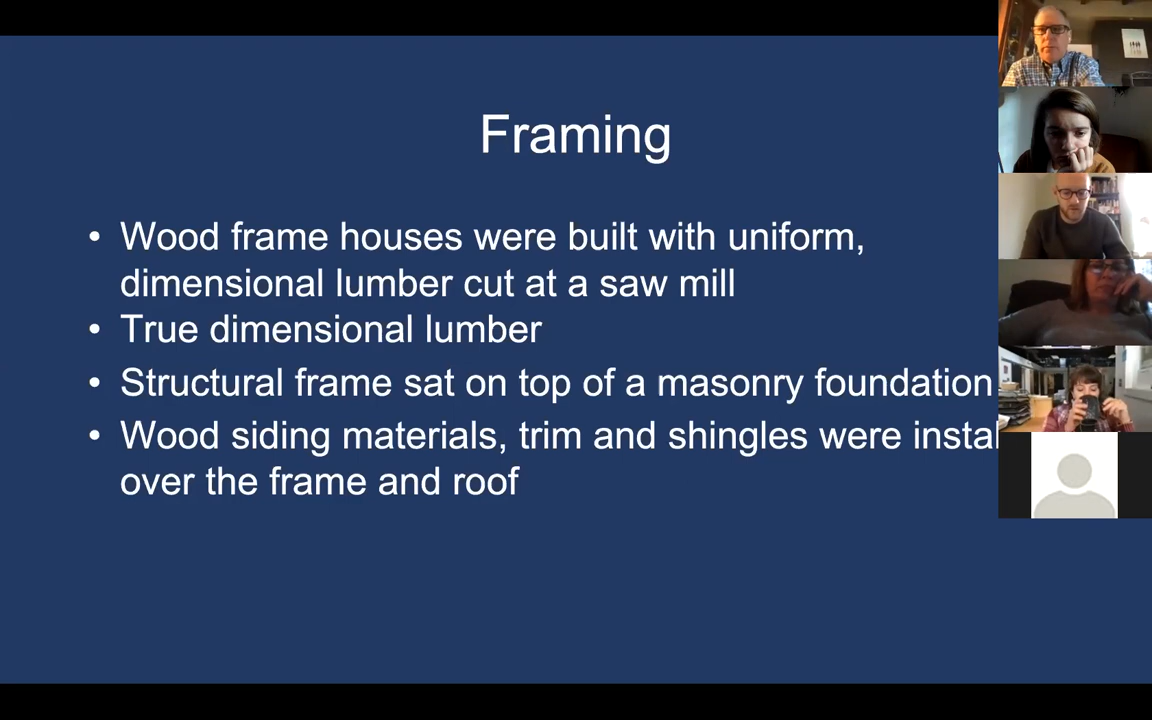 Framing
• Wood frame houses were built with uniform,
dimensional lumber cut at a saw mill
• True dimensional lumber
• Structural frame sat on top of a masonry foundation
• Wood siding materials, trim and shingles were
over the frame and roof